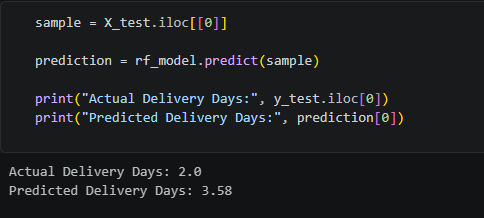 sample = X_test.iloc[[0]]
prediction = rf_model.predict(sample)
print("Actual Delivery Days:", y_test.iloc[0])
print("Predicted Delivery Days:", prediction[0])
Actual Delivery Days: 2.0
Predicted Delivery Days: 3.58